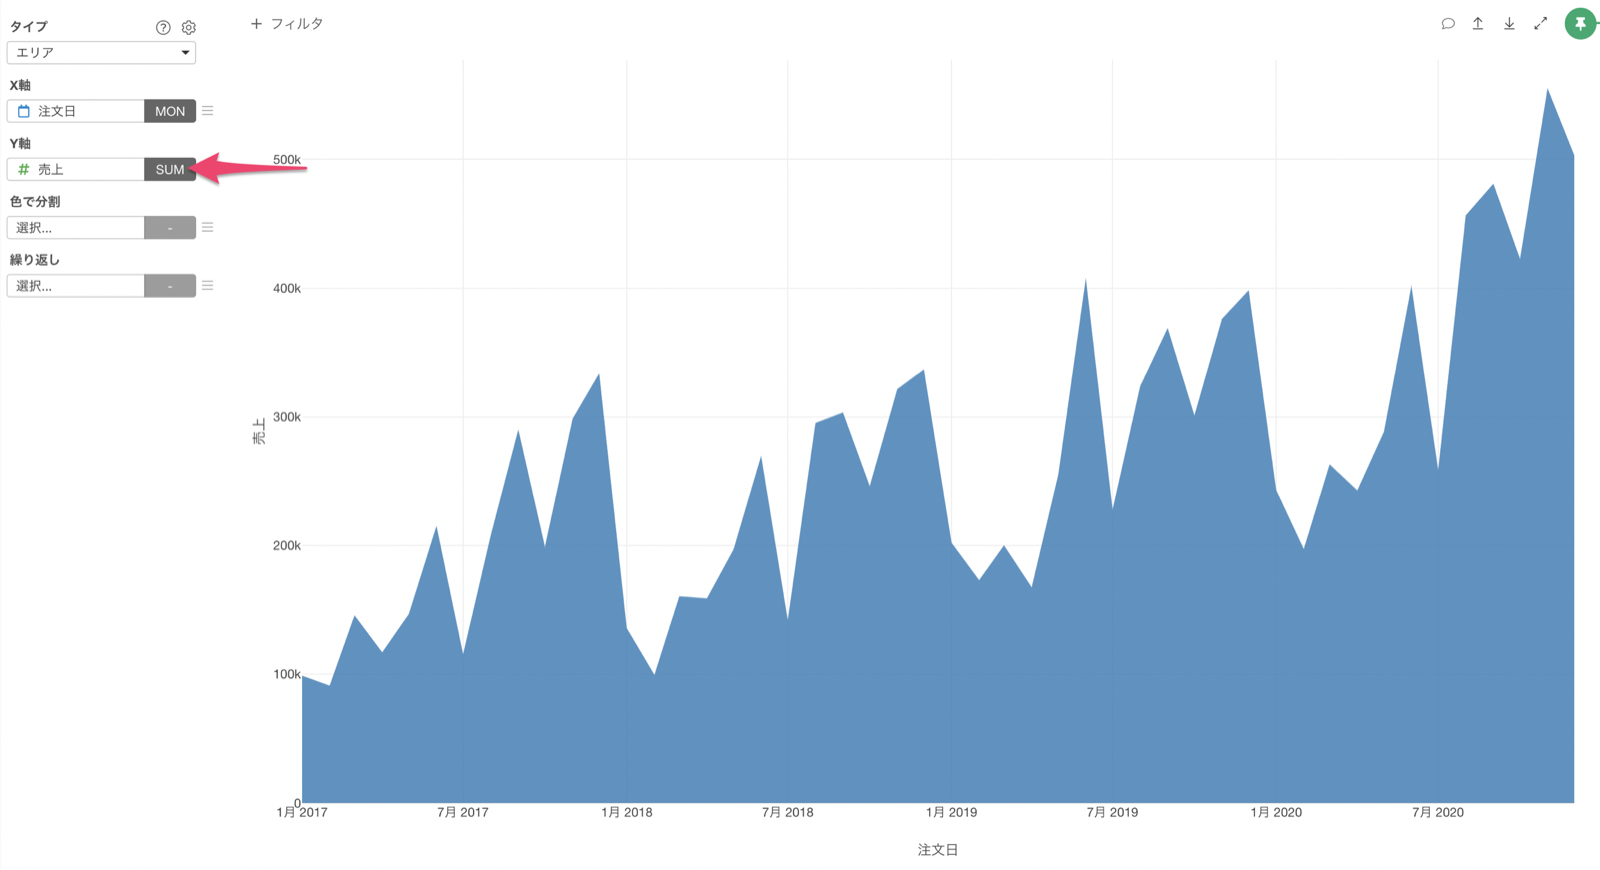 タイプ
エリア
X軸
注文日 MON
Y軸
売上 SUM
色で分割
選択... -
繰り返し
選択... -
+ フィルタ
500k
400k
300k
200k
100k
0
売上
1月 2017 7月 2017 1月 2018 7月 2018 1月 2019 7月 2019 1月 2020 7月 2020
注文日